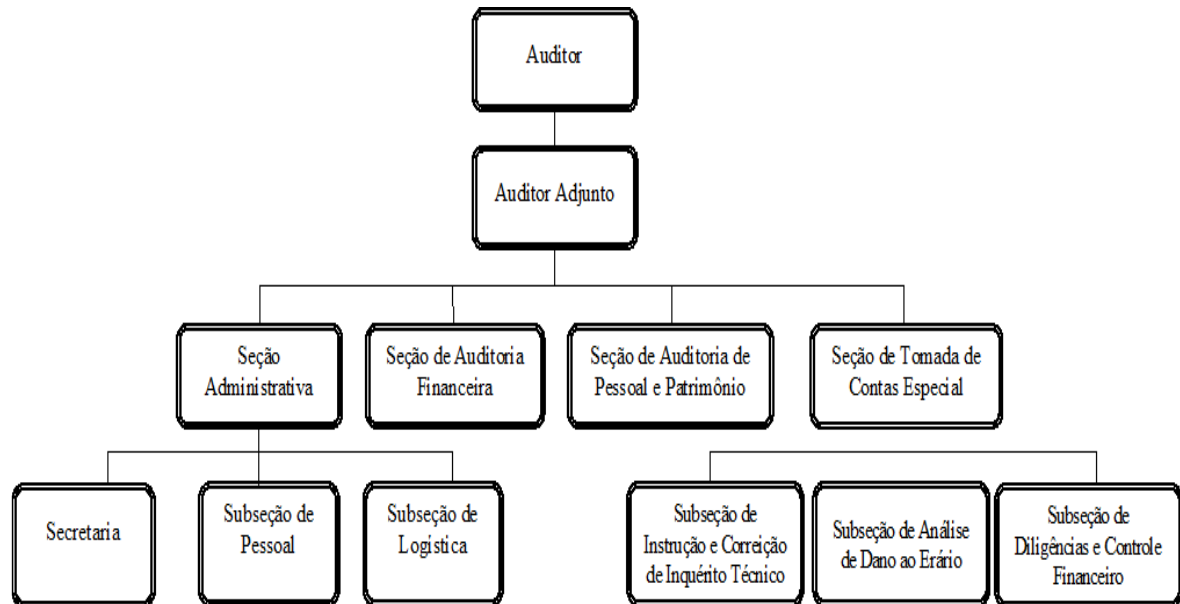 Auditor
Auditor Adjunto
Seção
Administrativa
Seção de Auditoria
Financeira
Seção de Auditoria de
Pessoal e Patrimônio
Seção de Tomada de
Contas Especial
Secretaria
Subseção de
Pessoal
Subseção de
Logística
Subseção de
Instrução e Correição
de Inquérito Técnico
Subseção de Análise
de Dano ao Erário
Subseção de
Diligências e Controle
Financeiro